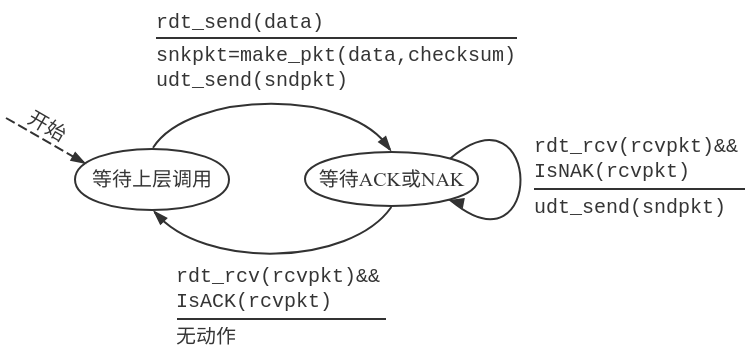 rdt_send(data)
snkpkt=make_pkt(data,checksum)
udt_send(sndpkt)
开始
等待上层调用
等待ACK或NAK
rdt_rcv(rcvpkt)&&
IsNAK(rcvpkt)
udt_send(sndpkt)
rdt_rcv(rcvpkt)&&
IsACK(rcvpkt)
无动作